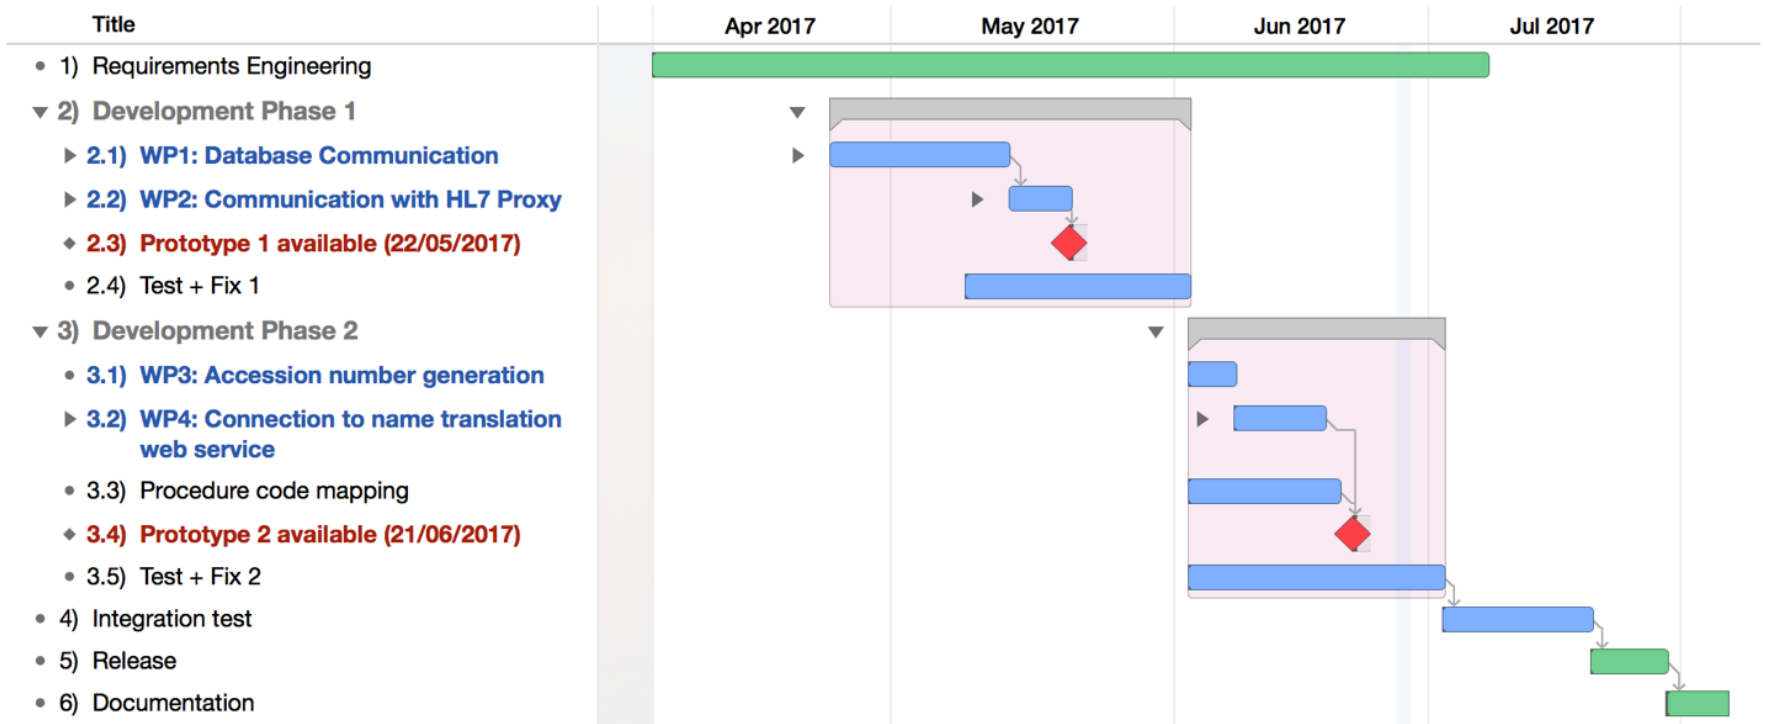 Title Apr 2017 May 2017 Jun 2017 Jul 2017
1) Requirements Engineering
2) Development Phase 1
2.1) WP1: Database Communication
2.2) WP2: Communication with HL7 Proxy
2.3) Prototype 1 available (22/05/2017)
2.4) Test + Fix 1
3) Development Phase 2
3.1) WP3: Accession number generation
3.2) WP4: Connection to name translation
web service
3.3) Procedure code mapping
3.4) Prototype 2 available (21/06/2017)
3.5) Test + Fix 2
4) Integration test
5) Release
6) Documentation